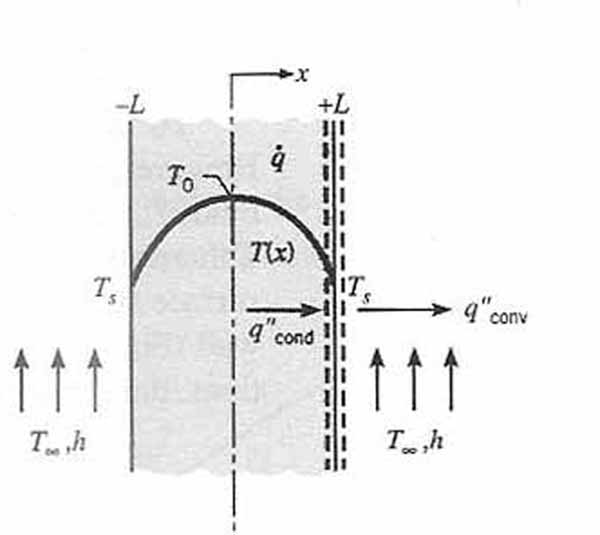 x
–L +L
q̇
T₀
T(x)
Tₛ Tₛ
q″cond q″conv
T∞,h T∞,h